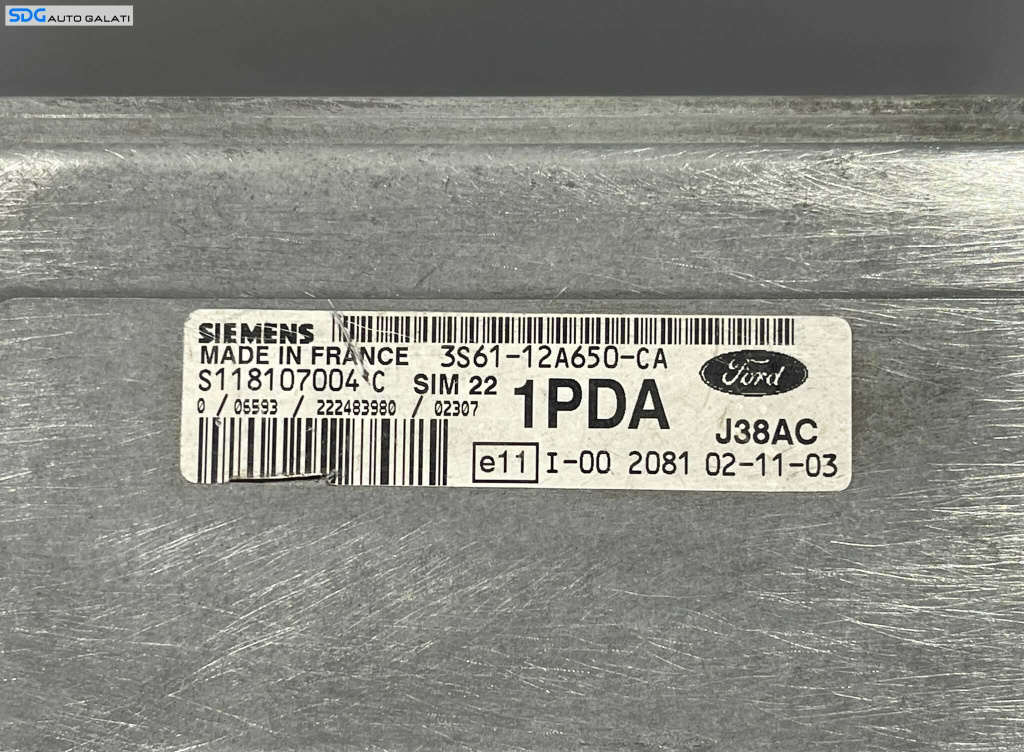 SDG AUTO GALATI
SIEMENS
MADE IN FRANCE 3S61-12A650-CA
Ford
S118107004 C SIM 22 1PDA
0 / 06593 / 222483980 / 02307
J38AC
e11 I-00 2081 02-11-03